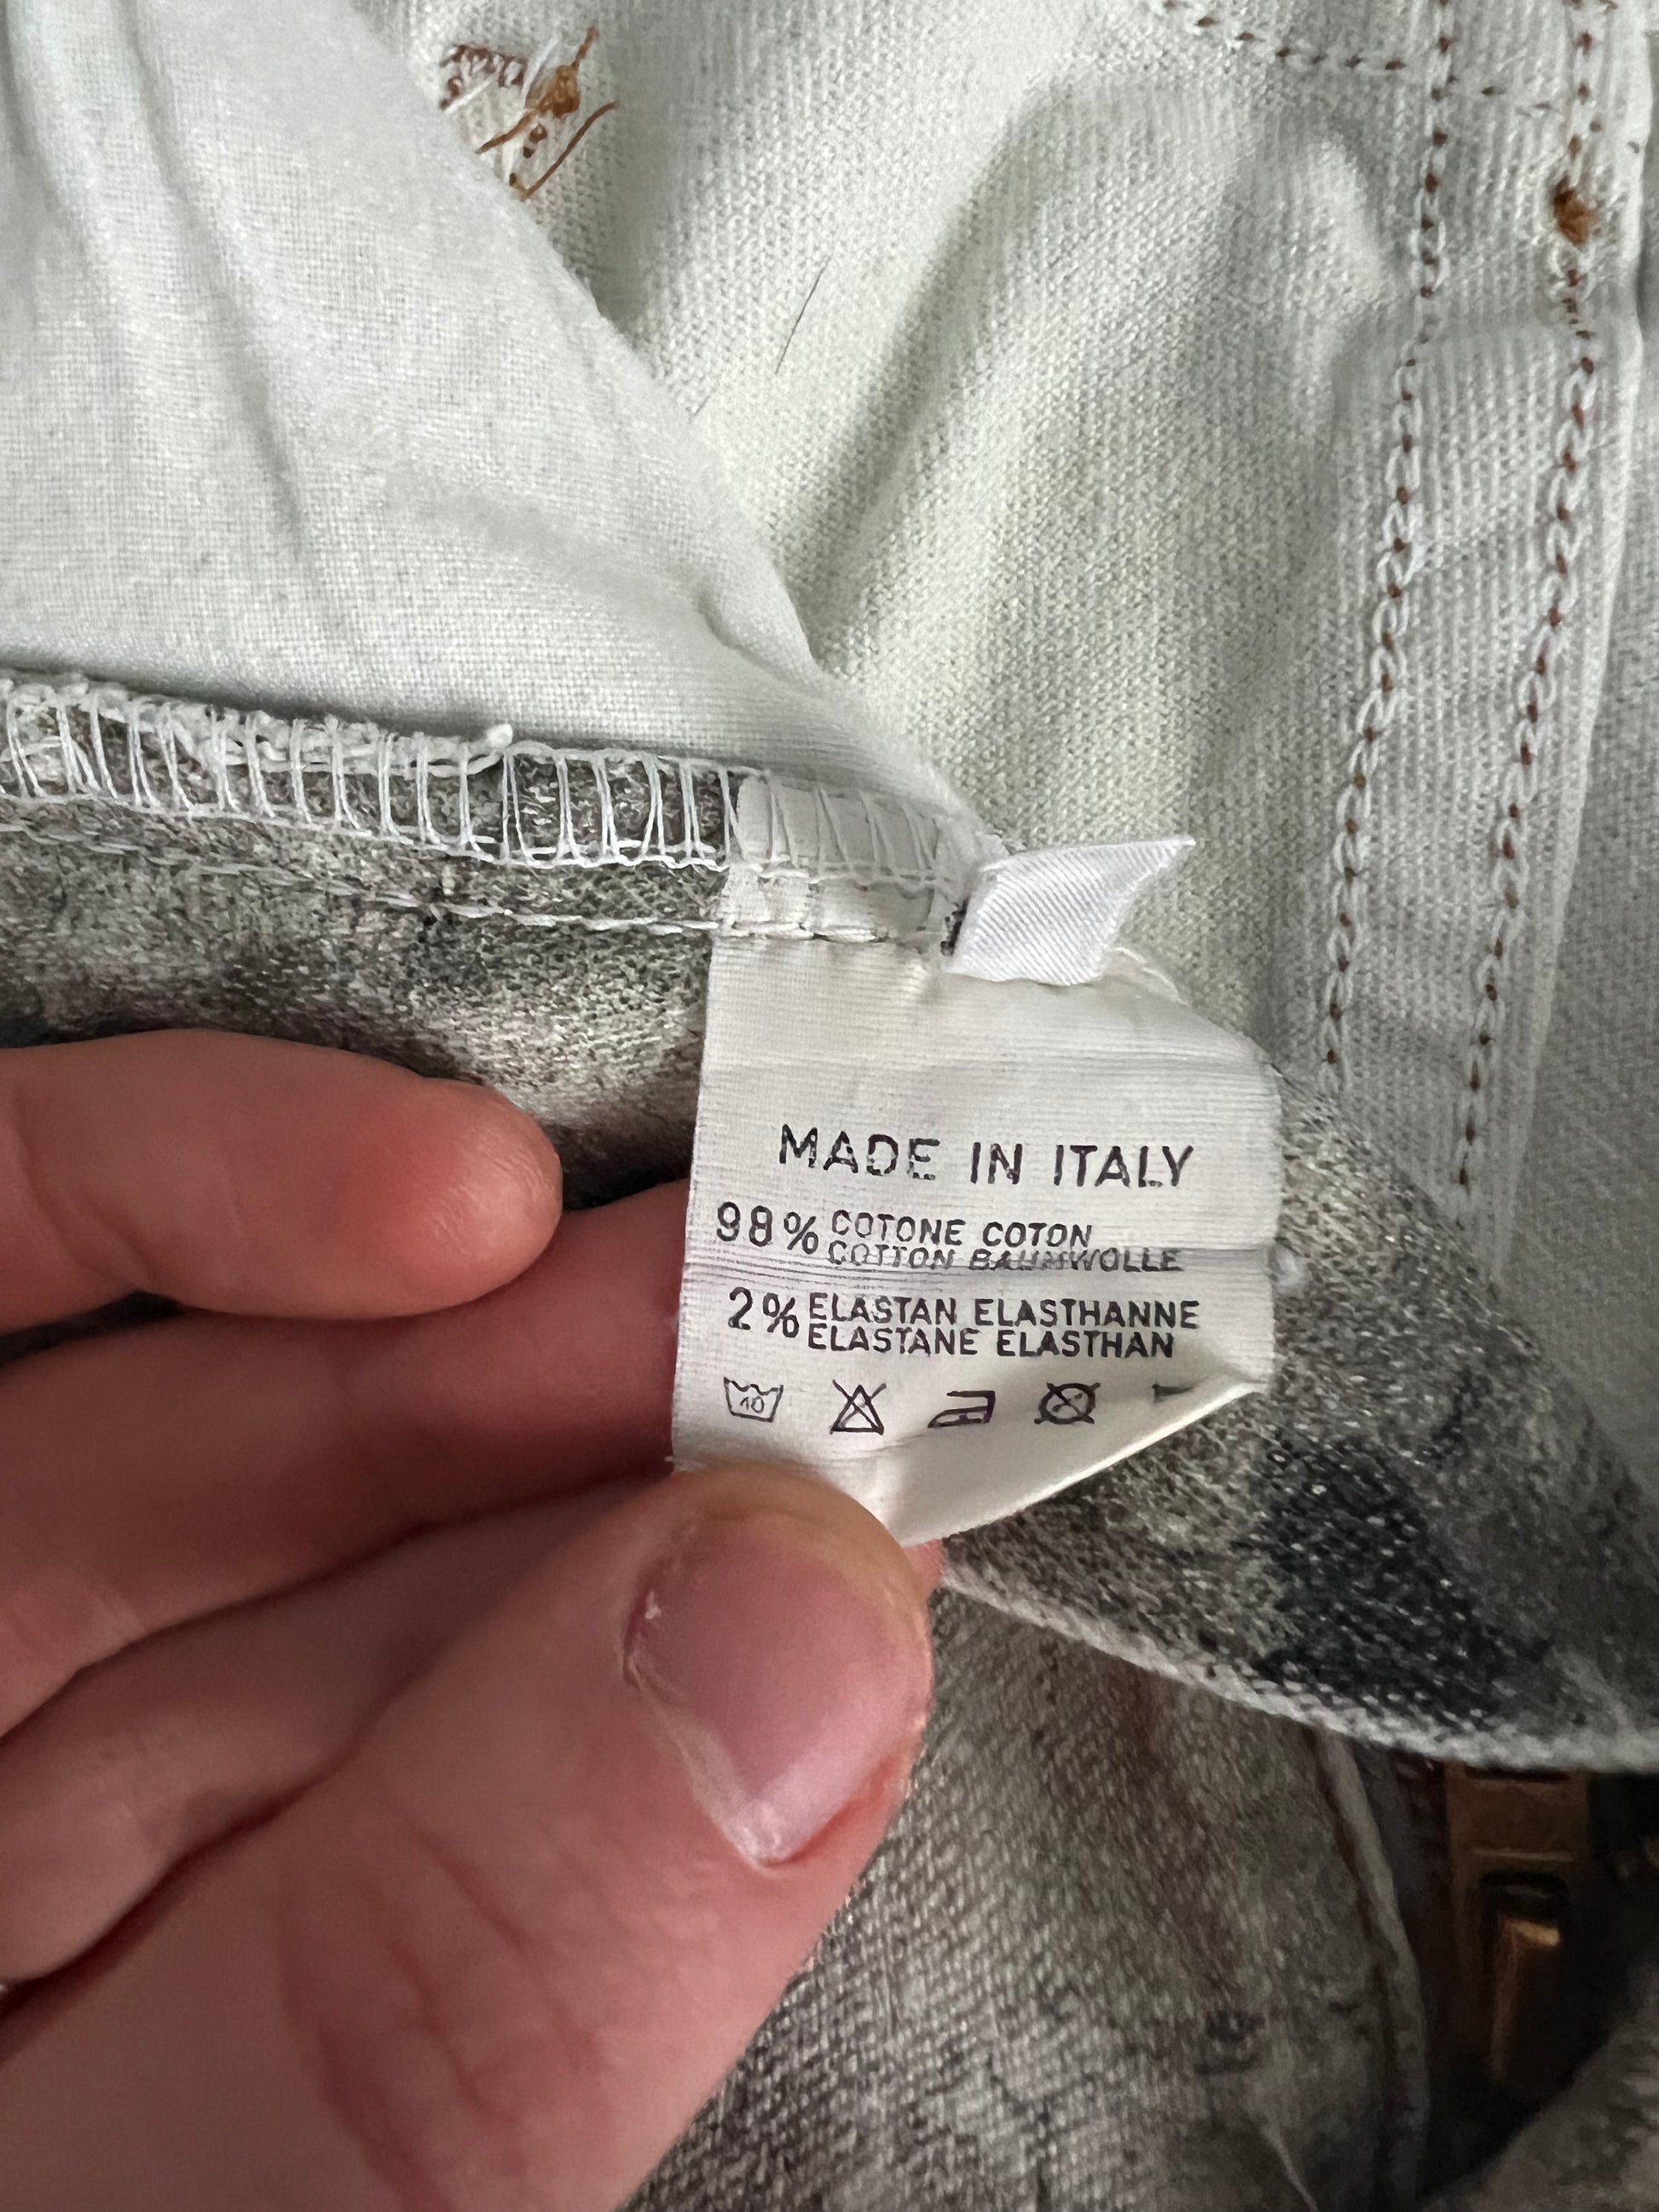 MADE IN ITALY
98% COTONE COTON
COTTON BAUMWOLLE
2% ELASTAN ELASTHANNE
ELASTANE ELASTHAN
40